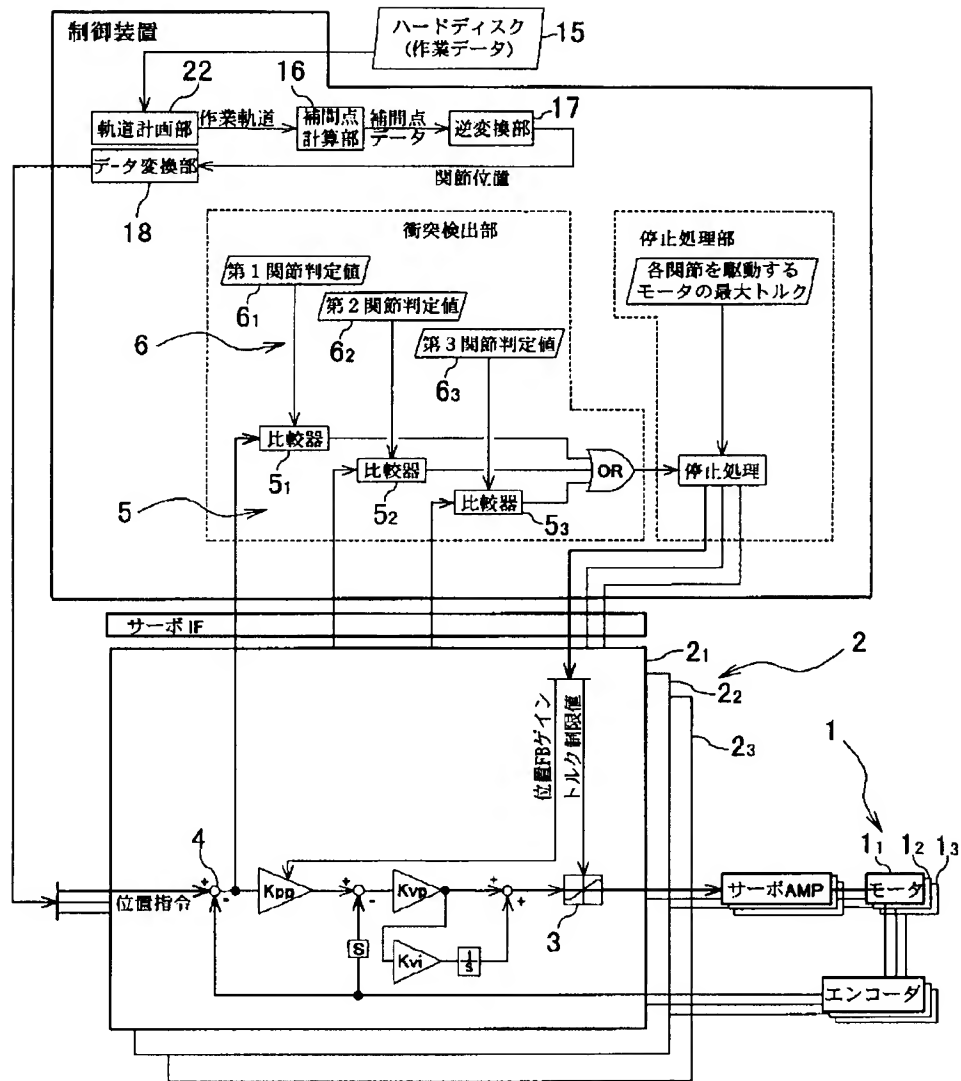 制御装置
ハードディスク
(作業データ)
15
22
軌道計画部
作業軌道
16
補間点
計算部
補間点
データ
17
逆変換部
データ変換部
18
関節位置
衝突検出部
停止処理部
第1関節判定値
6₁
第2関節判定値
6₂
第3関節判定値
6₃
6
各関節を駆動する
モータの最大トルク
比較器
5₁
比較器
5₂
比較器
5₃
5
OR
停止処理
サーボIF
2₁
2₂
2₃
2
位置FBゲイン
トルク制限値
1
1₁
1₂
1₃
4
+
-
位置指令
Kpp
+
-
Kvp
+
+
3
サーボAMP
モータ
S
Kvi
1/s
エンコーダ